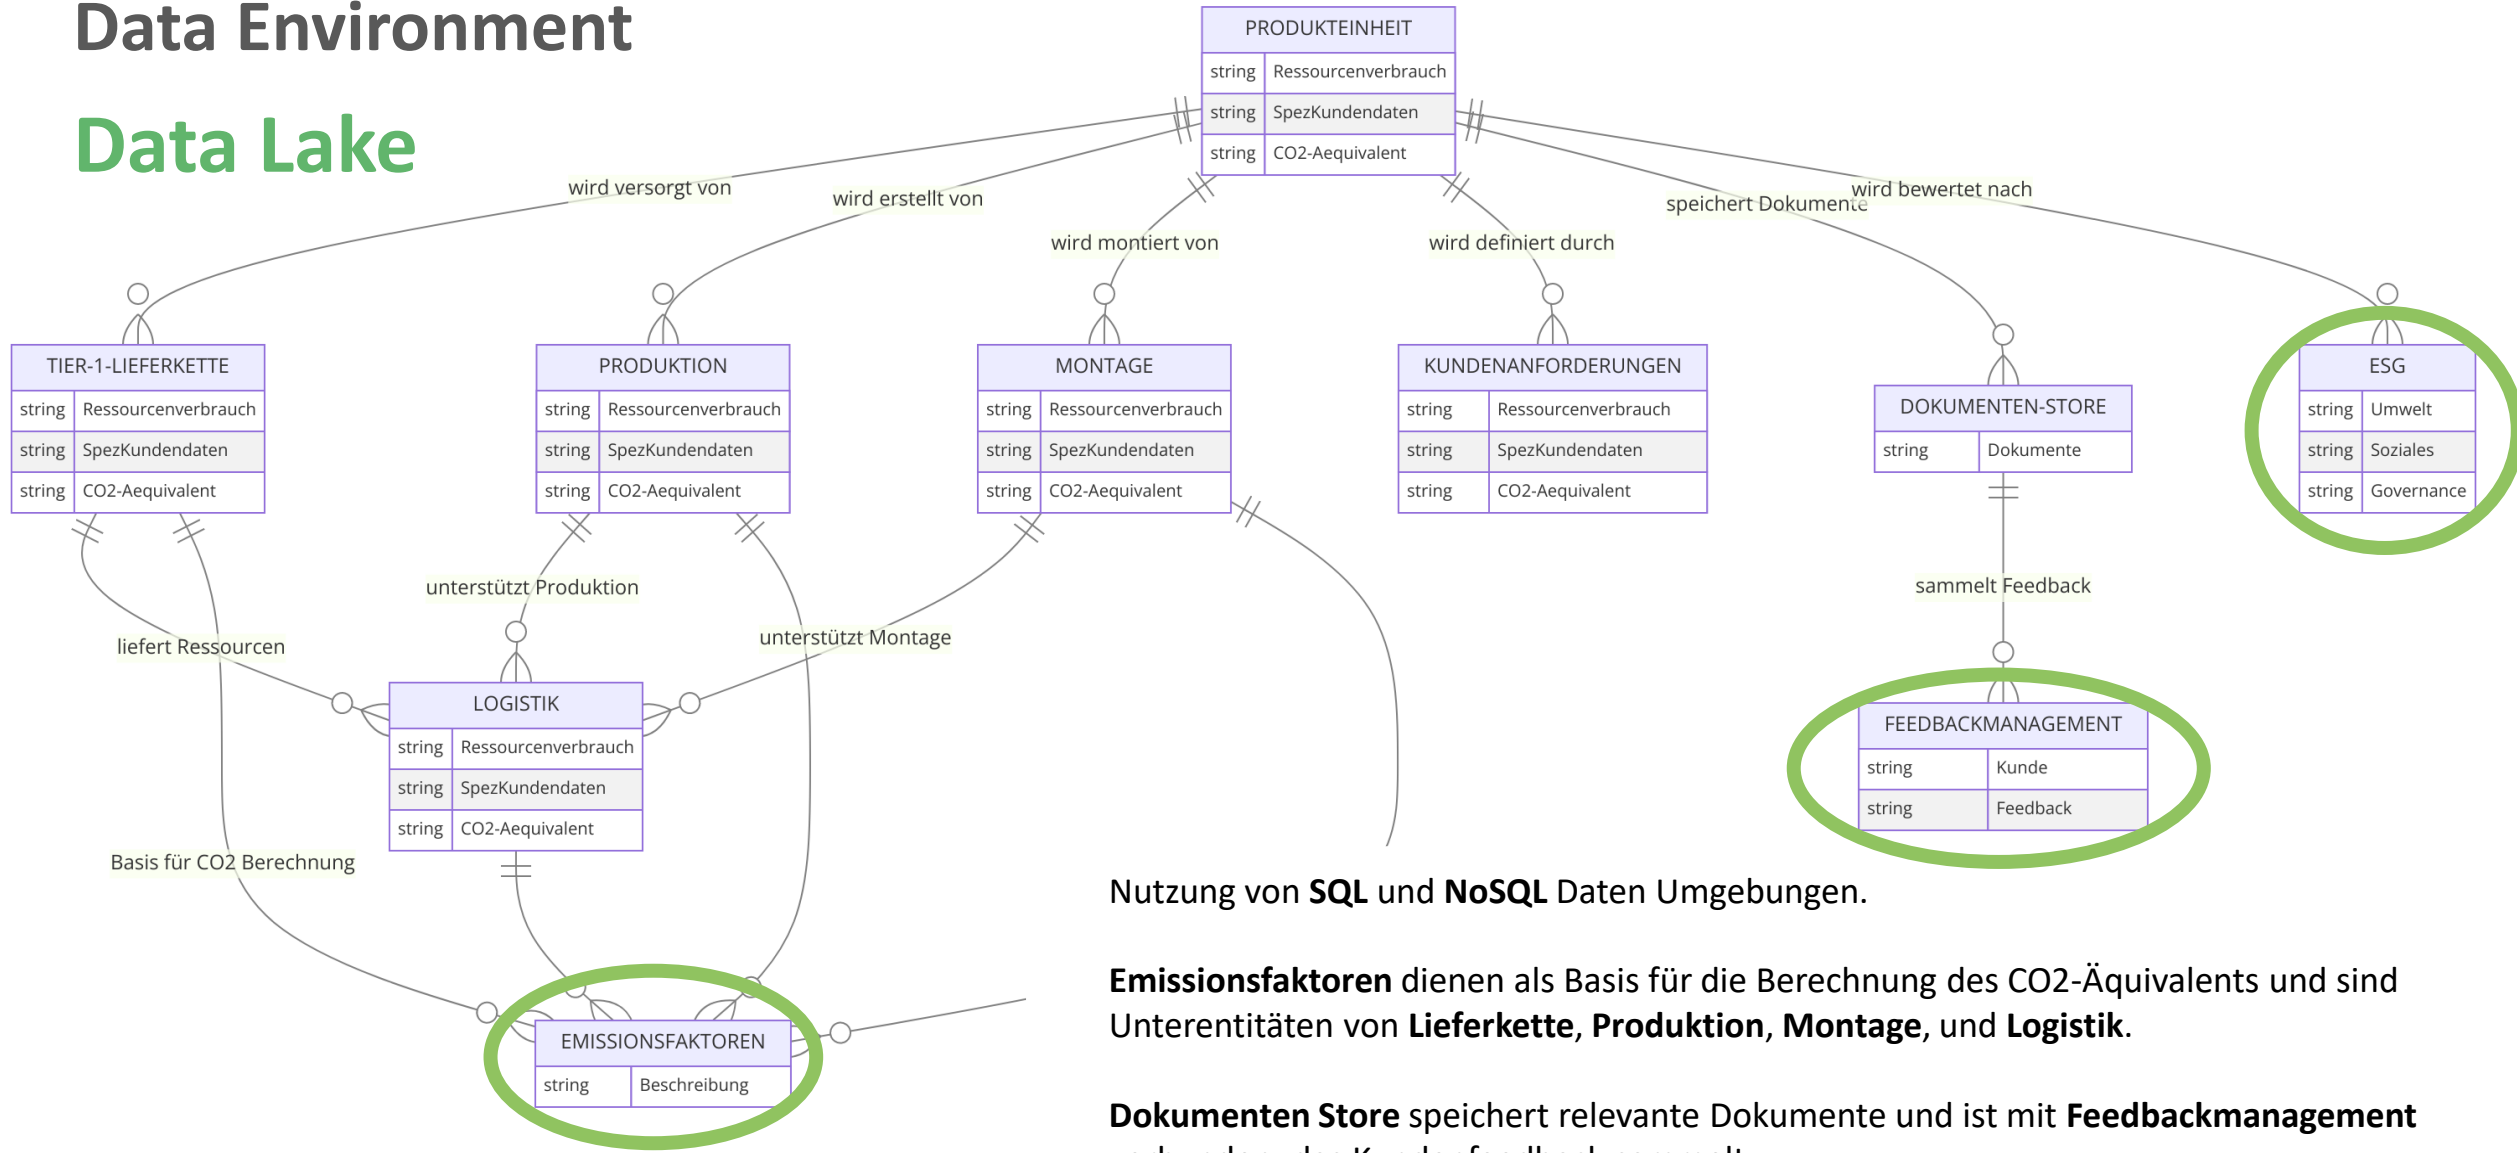 Data Environment
Data Lake
PRODUKTEINHEIT
string Ressourcenverbrauch
string SpezKundendaten
string CO2-Aequivalent
wird versorgt von
wird erstellt von
wird montiert von
wird definiert durch
speichert Dokumente
wird bewertet nach
TIER-1-LIEFERKETTE
string Ressourcenverbrauch
string SpezKundendaten
string CO2-Aequivalent
PRODUKTION
string Ressourcenverbrauch
string SpezKundendaten
string CO2-Aequivalent
MONTAGE
string Ressourcenverbrauch
string SpezKundendaten
string CO2-Aequivalent
KUNDENANFORDERUNGEN
string Ressourcenverbrauch
string SpezKundendaten
string CO2-Aequivalent
DOKUMENTEN-STORE
string Dokumente
ESG
string Umwelt
string Soziales
string Governance
unterstützt Produktion
liefert Ressourcen
unterstützt Montage
sammelt Feedback
LOGISTIK
string Ressourcenverbrauch
string SpezKundendaten
string CO2-Aequivalent
FEEDBACKMANAGEMENT
string Kunde
string Feedback
Basis für CO2 Berechnung
EMISSIONSFAKTOREN
string Beschreibung
Nutzung von SQL und NoSQL Daten Umgebungen.
Emissionsfaktoren dienen als Basis für die Berechnung des CO2-Äquivalents und sind
Unterentitäten von Lieferkette, Produktion, Montage, und Logistik.
Dokumenten Store speichert relevante Dokumente und ist mit Feedbackmanagement